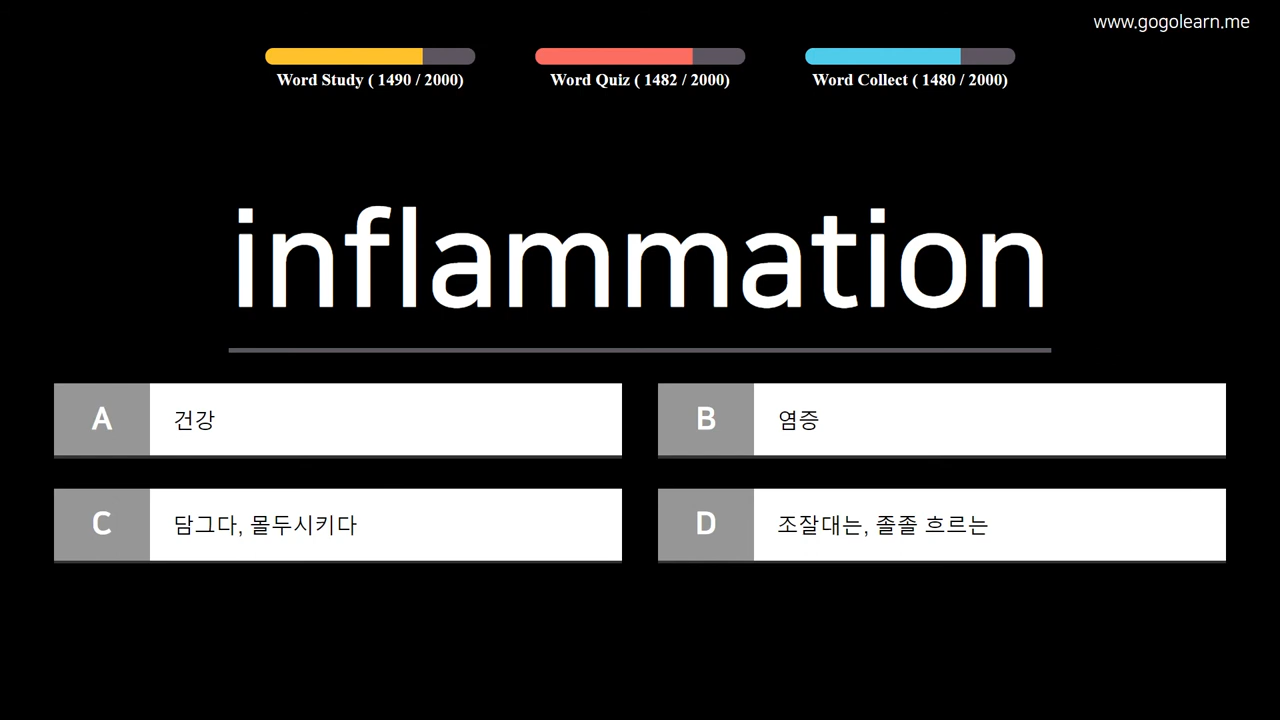 www.gogolearn.me
Word Study ( 1490 / 2000)
Word Quiz ( 1482 / 2000)
Word Collect ( 1480 / 2000)
inflammation
A 건강
B 염증
C 담그다, 몰두시키다
D 조잘대는, 졸졸 흐르는